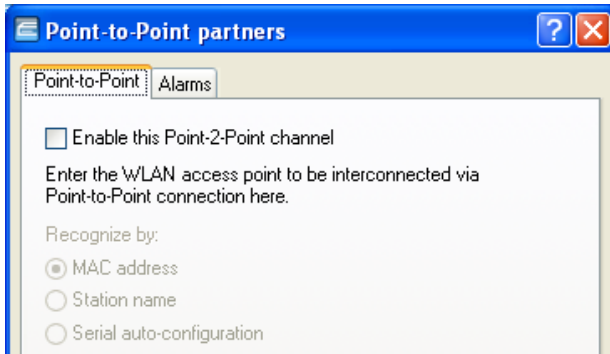 Point-to-Point partners
Point-to-Point
Alarms
Enable this Point-2-Point channel
Enter the WLAN access point to be interconnected via
Point-to-Point connection here.
Recognize by:
MAC address
Station name
Serial auto-configuration